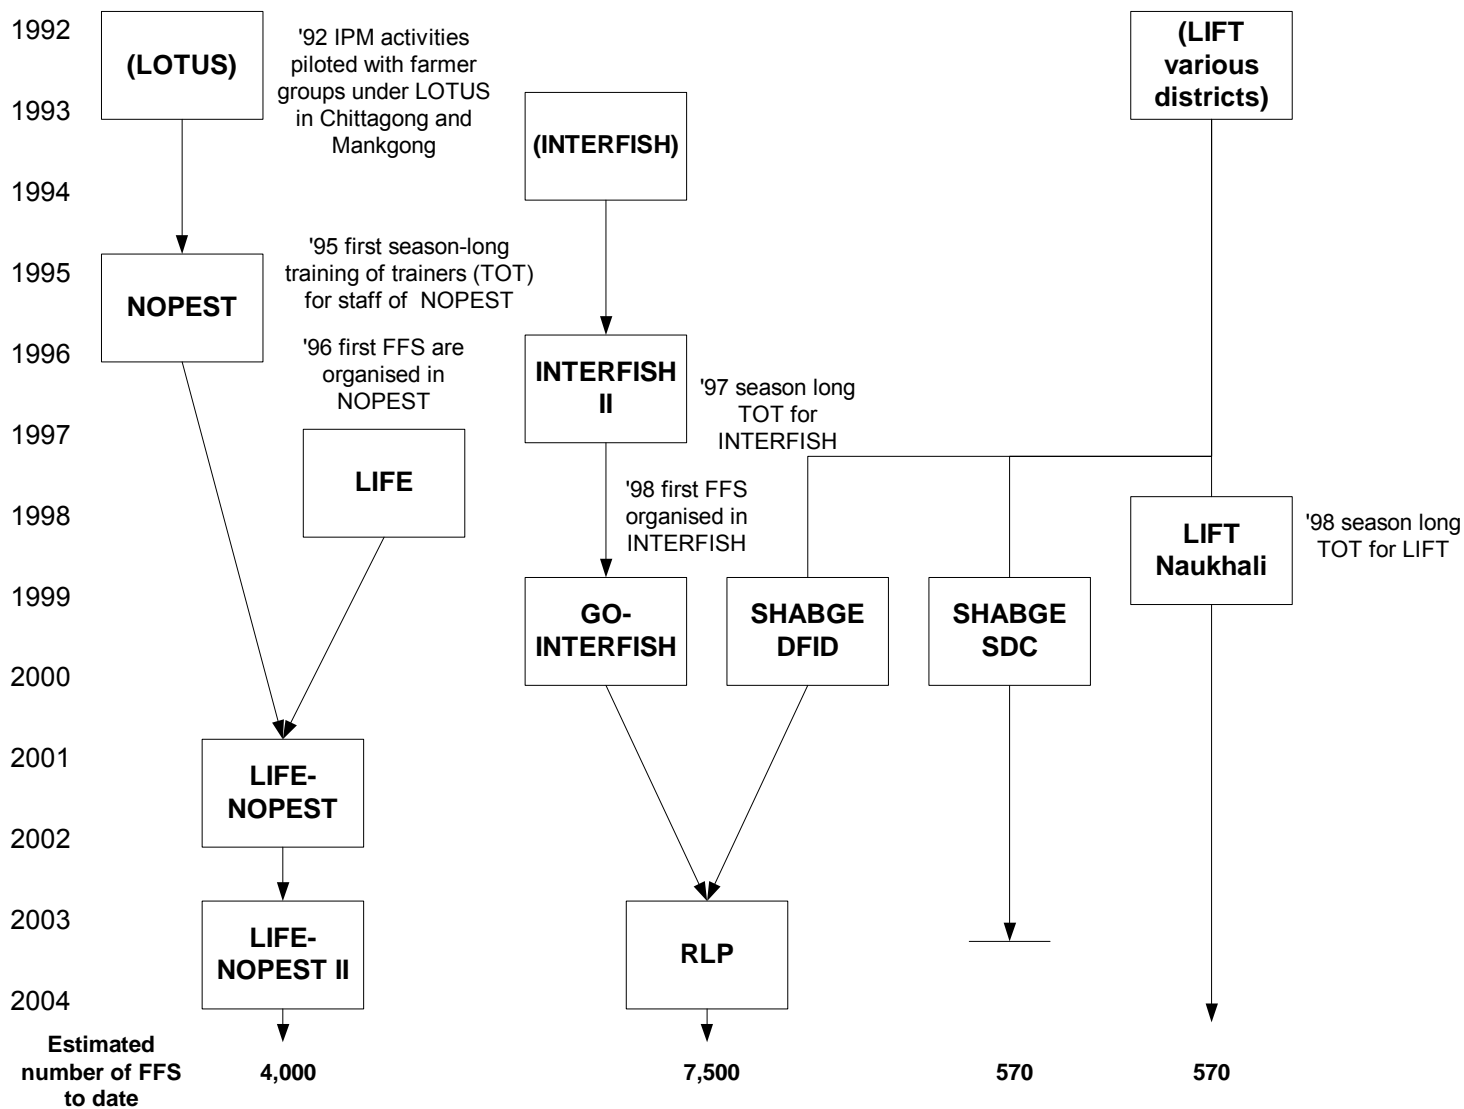 1992
(LOTUS)
'92 IPM activities
piloted with farmer
groups under LOTUS
in Chittagong and
Mankgong
(LIFT
various
districts)
1993
(INTERFISH)
1994
1995
NOPEST
'95 first season-long
training of trainers (TOT)
for staff of NOPEST
1996
'96 first FFS are
organised in
NOPEST
INTERFISH
II
'97 season long
TOT for
INTERFISH
1997
LIFE
'98 first FFS
organised in
INTERFISH
1998
LIFT
Naukhali
'98 season long
TOT for LIFT
1999
GO-
INTERFISH
SHABGE
DFID
SHABGE
SDC
2000
2001
LIFE-
NOPEST
2002
2003
LIFE-
NOPEST II
RLP
2004
Estimated
number of FFS
to date
4,000
7,500
570
570